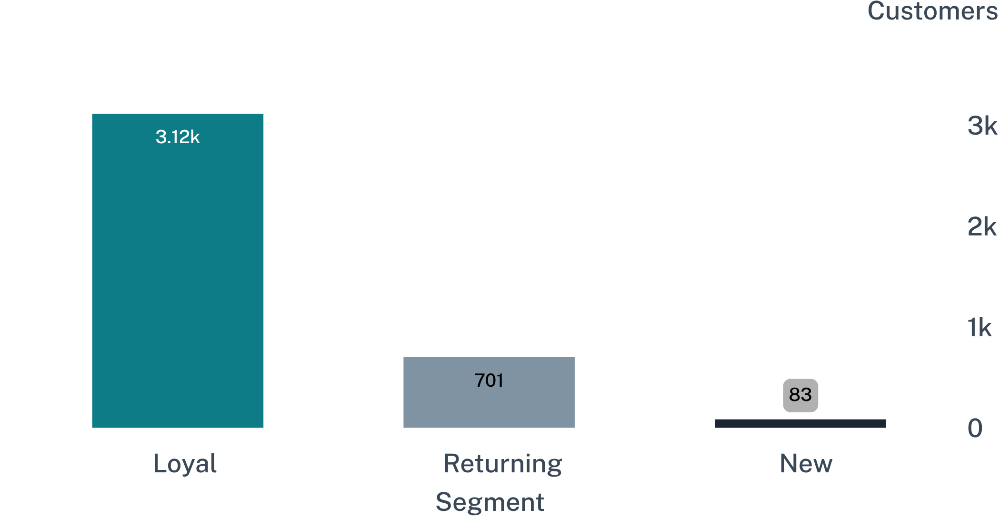 Customers
3k
2k
1k
0
3.12k
701
83
Loyal
Returning
New
Segment